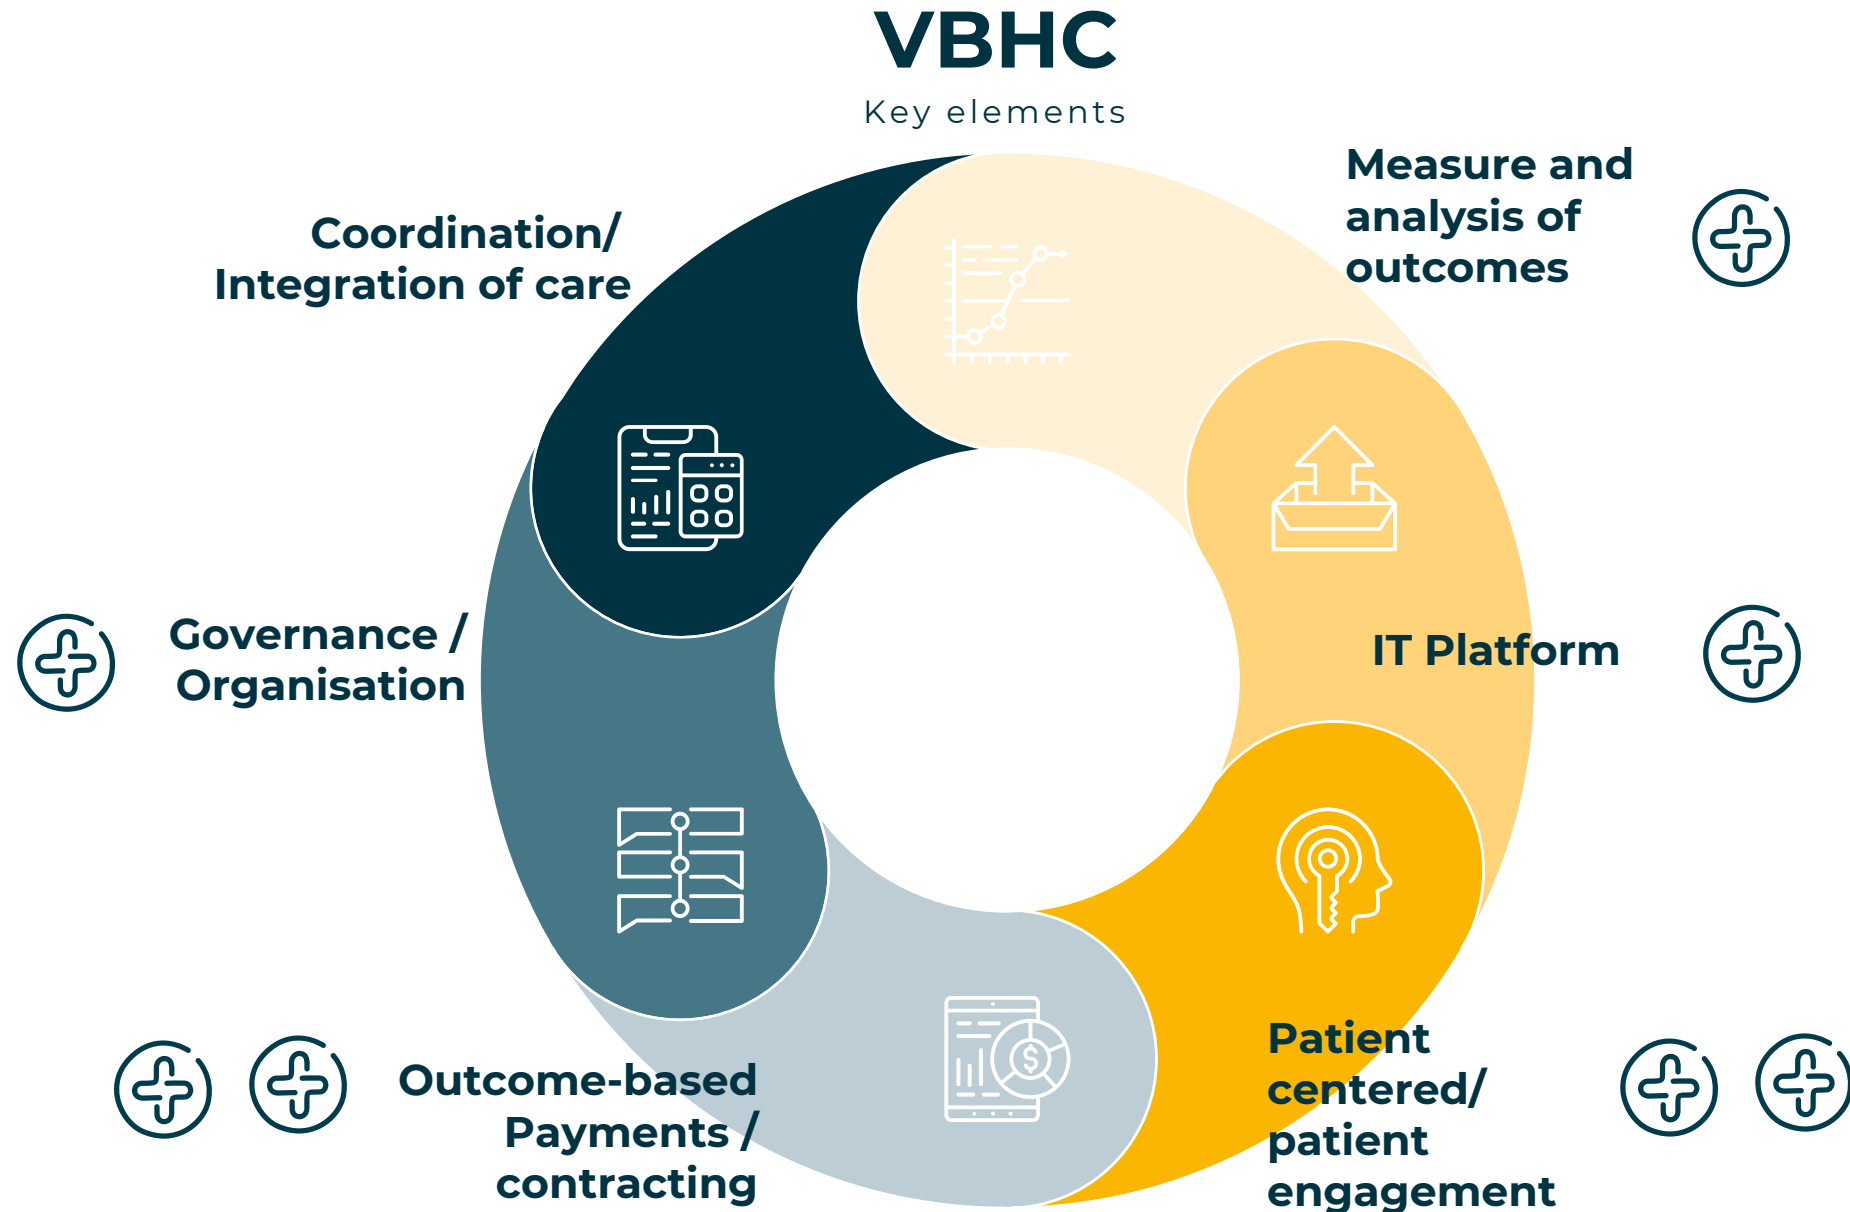 VBHC
Key elements
Measure and
analysis of
outcomes
Coordination/
Integration of care
Governance /
Organisation
IT Platform
Outcome-based
Payments /
contracting
Patient
centered/
patient
engagement
$